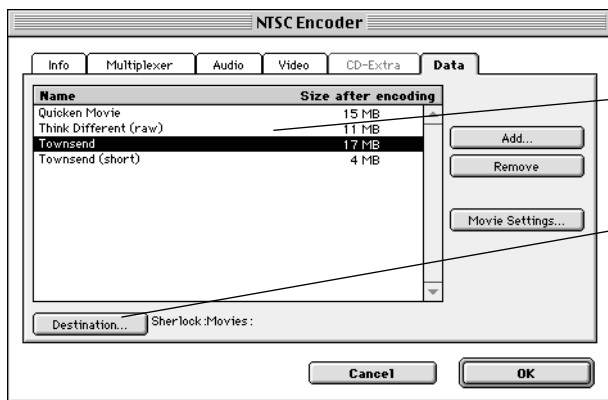 NTSC Encoder
Info Multiplexer Audio Video CD-Extra Data
Name Size after encoding
Quicken Movie 15 MB
Think Different (raw) 11 MB
Townsend 17 MB
Townsend (short) 4 MB
Add...
Remove
Movie Settings...
Destination... Sherlock:Movies:
Cancel OK